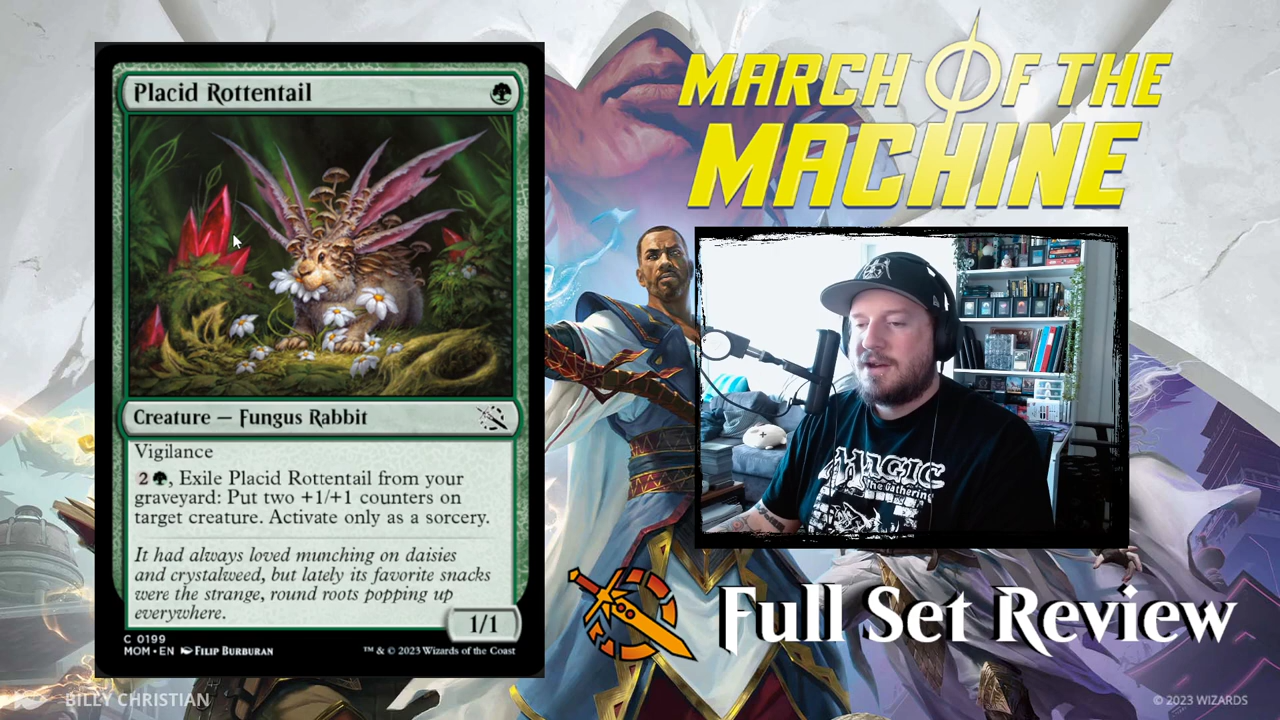 Placid Rottentail
Creature — Fungus Rabbit
Vigilance
2, Exile Placid Rottentail from your
graveyard: Put two +1/+1 counters on
target creature. Activate only as a sorcery.
It had always loved munching on daisies
and crystalweed, but lately its favorite snacks
were the strange, round roots popping up
everywhere.
1/1
C 0199
MOM • EN FILIP BURBURAN
™ & © 2023 Wizards of the Coast
MARCH OF THE
MACHINE
MAGIC
The Gathering
Full Set Review
BILLY CHRISTIAN
© 2023 WIZARDS